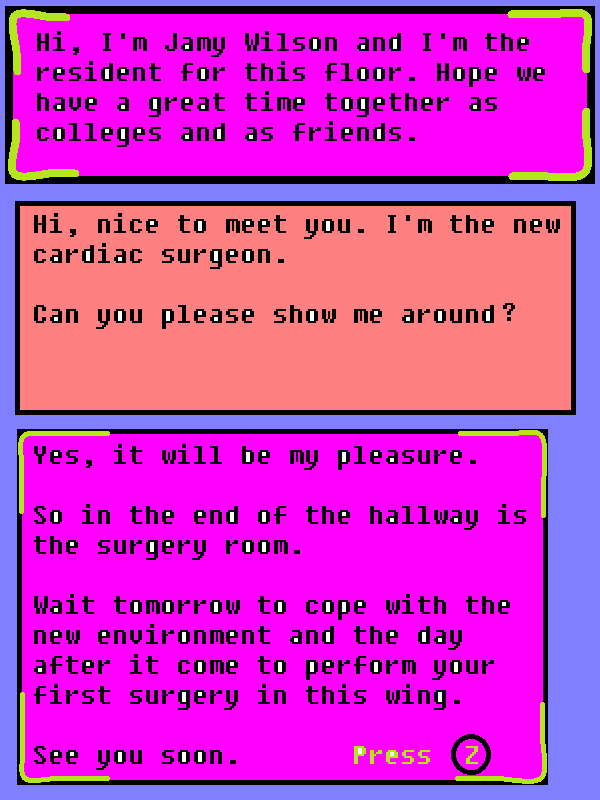 Hi, I'm Jamy Wilson and I'm the
resident for this floor. Hope we
have a great time together as
colleges and as friends.
Hi, nice to meet you. I'm the new
cardiac surgeon.
Can you please show me around?
Yes, it will be my pleasure.
So in the end of the hallway is
the surgery room.
Wait tomorrow to cope with the
new environment and the day
after it come to perform your
first surgery in this wing.
See you soon. Press Z